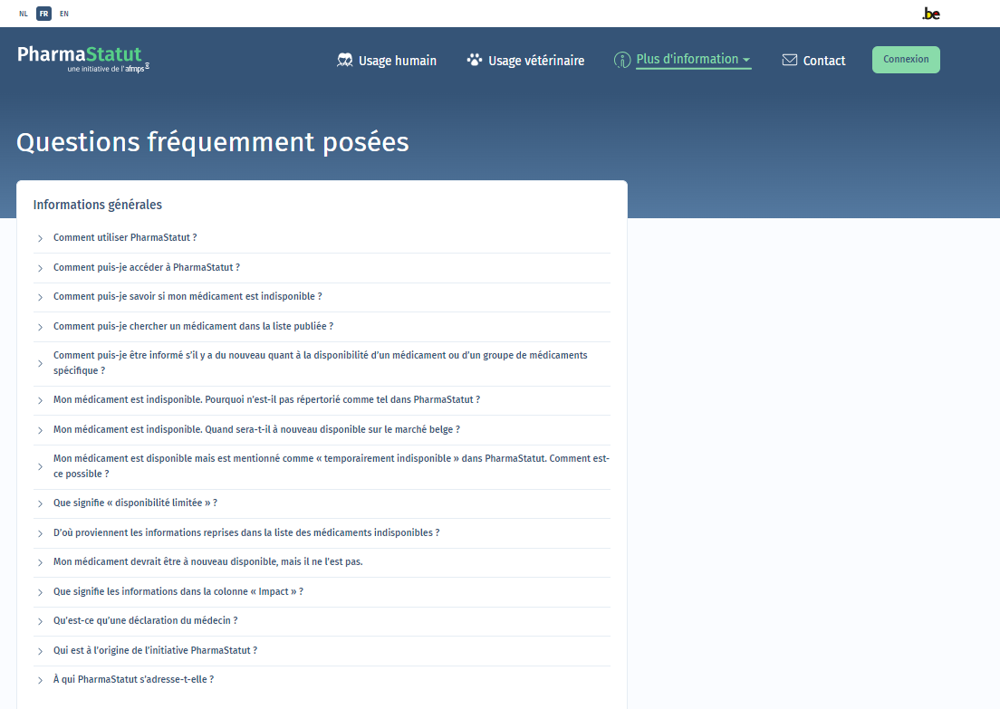 NL FR EN
.be
PharmaStatut
une initiative de l'afmps
Usage humain
Usage vétérinaire
Plus d'information
Contact
Connexion
Questions fréquemment posées
Informations générales
Comment utiliser PharmaStatut ?
Comment puis-je accéder à PharmaStatut ?
Comment puis-je savoir si mon médicament est indisponible ?
Comment puis-je chercher un médicament dans la liste publiée ?
Comment puis-je être informé s'il y a du nouveau quant à la disponibilité d'un médicament ou d'un groupe de médicaments
spécifique ?
Mon médicament est indisponible. Pourquoi n'est-il pas répertorié comme tel dans PharmaStatut ?
Mon médicament est indisponible. Quand sera-t-il à nouveau disponible sur le marché belge ?
Mon médicament est disponible mais est mentionné comme « temporairement indisponible » dans PharmaStatut. Comment est-
ce possible ?
Que signifie « disponibilité limitée » ?
D'où proviennent les informations reprises dans la liste des médicaments indisponibles ?
Mon médicament devrait être à nouveau disponible, mais il ne l'est pas.
Que signifie les informations dans la colonne « Impact » ?
Qu'est-ce qu'une déclaration du médecin ?
Qui est à l'origine de l'initiative PharmaStatut ?
À qui PharmaStatut s'adresse-t-elle ?